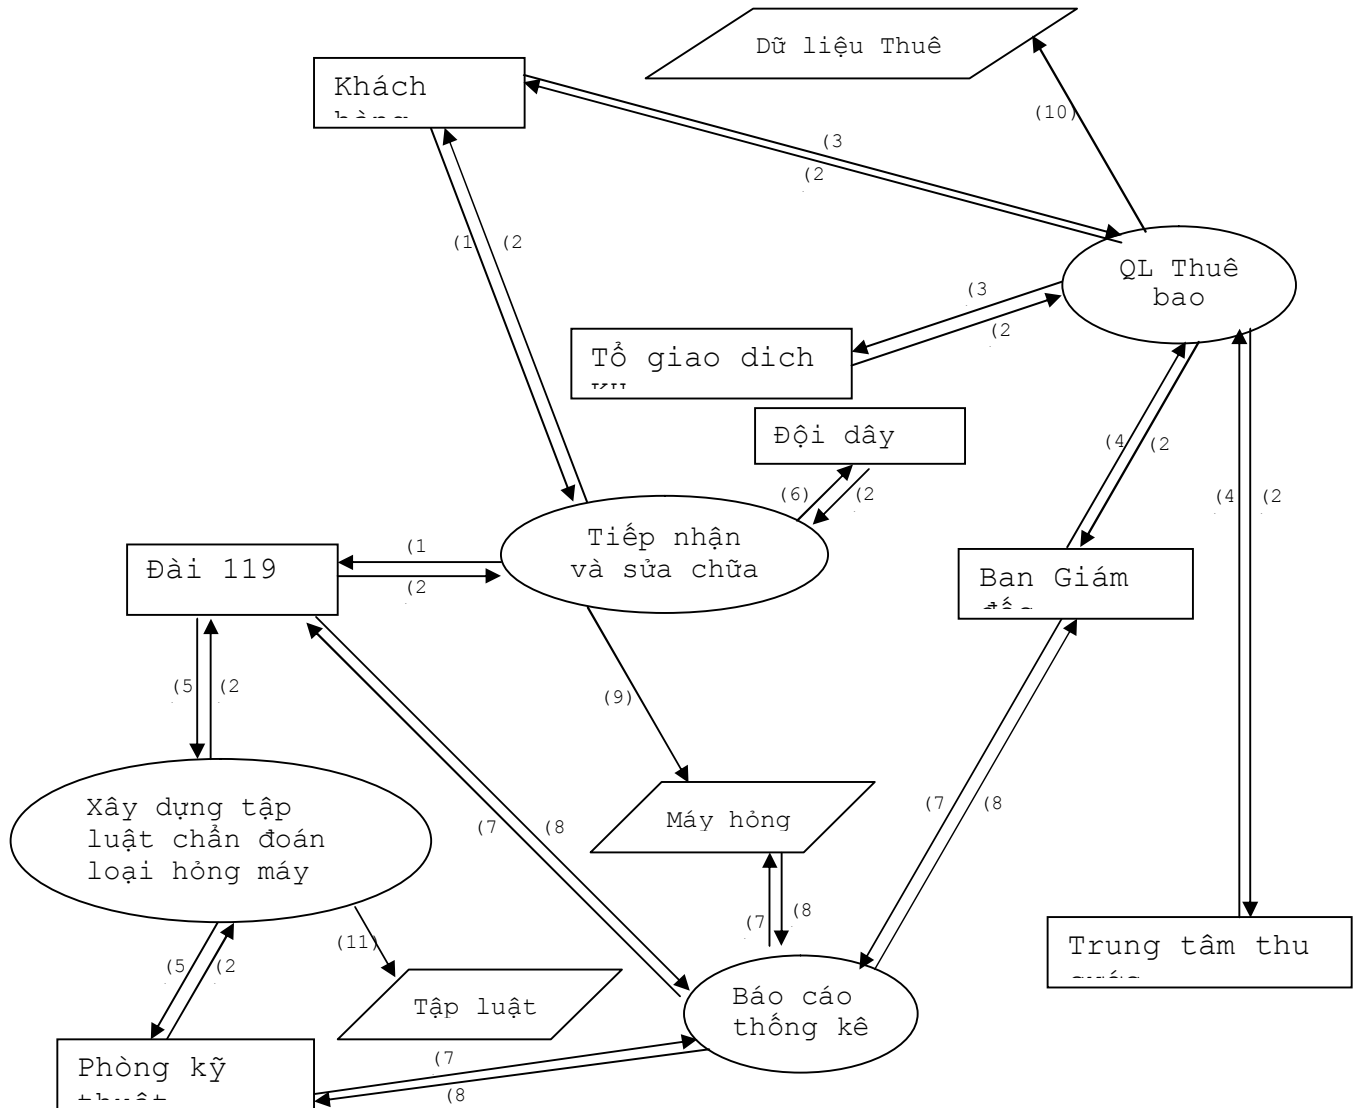 Dữ liệu Thuê
Khách
(10)
(3
(2
(1
(2
QL Thuê
bao
(3
(2
Tổ giao dich
Đội dây
(4
(2
(4
(2
(6)
(2
Tiếp nhận
và sửa chữa
(1
(2
Đài 119
Ban Giám
(5
(2
(9)
Xây dựng tập
luật chẩn đoán
loại hỏng máy
(7
(8
Máy hỏng
(7
(8
(7
(8
(11)
(5
(2
Trung tâm thu
Tập luật
Báo cáo
thống kê
Phòng kỹ
(7
(8